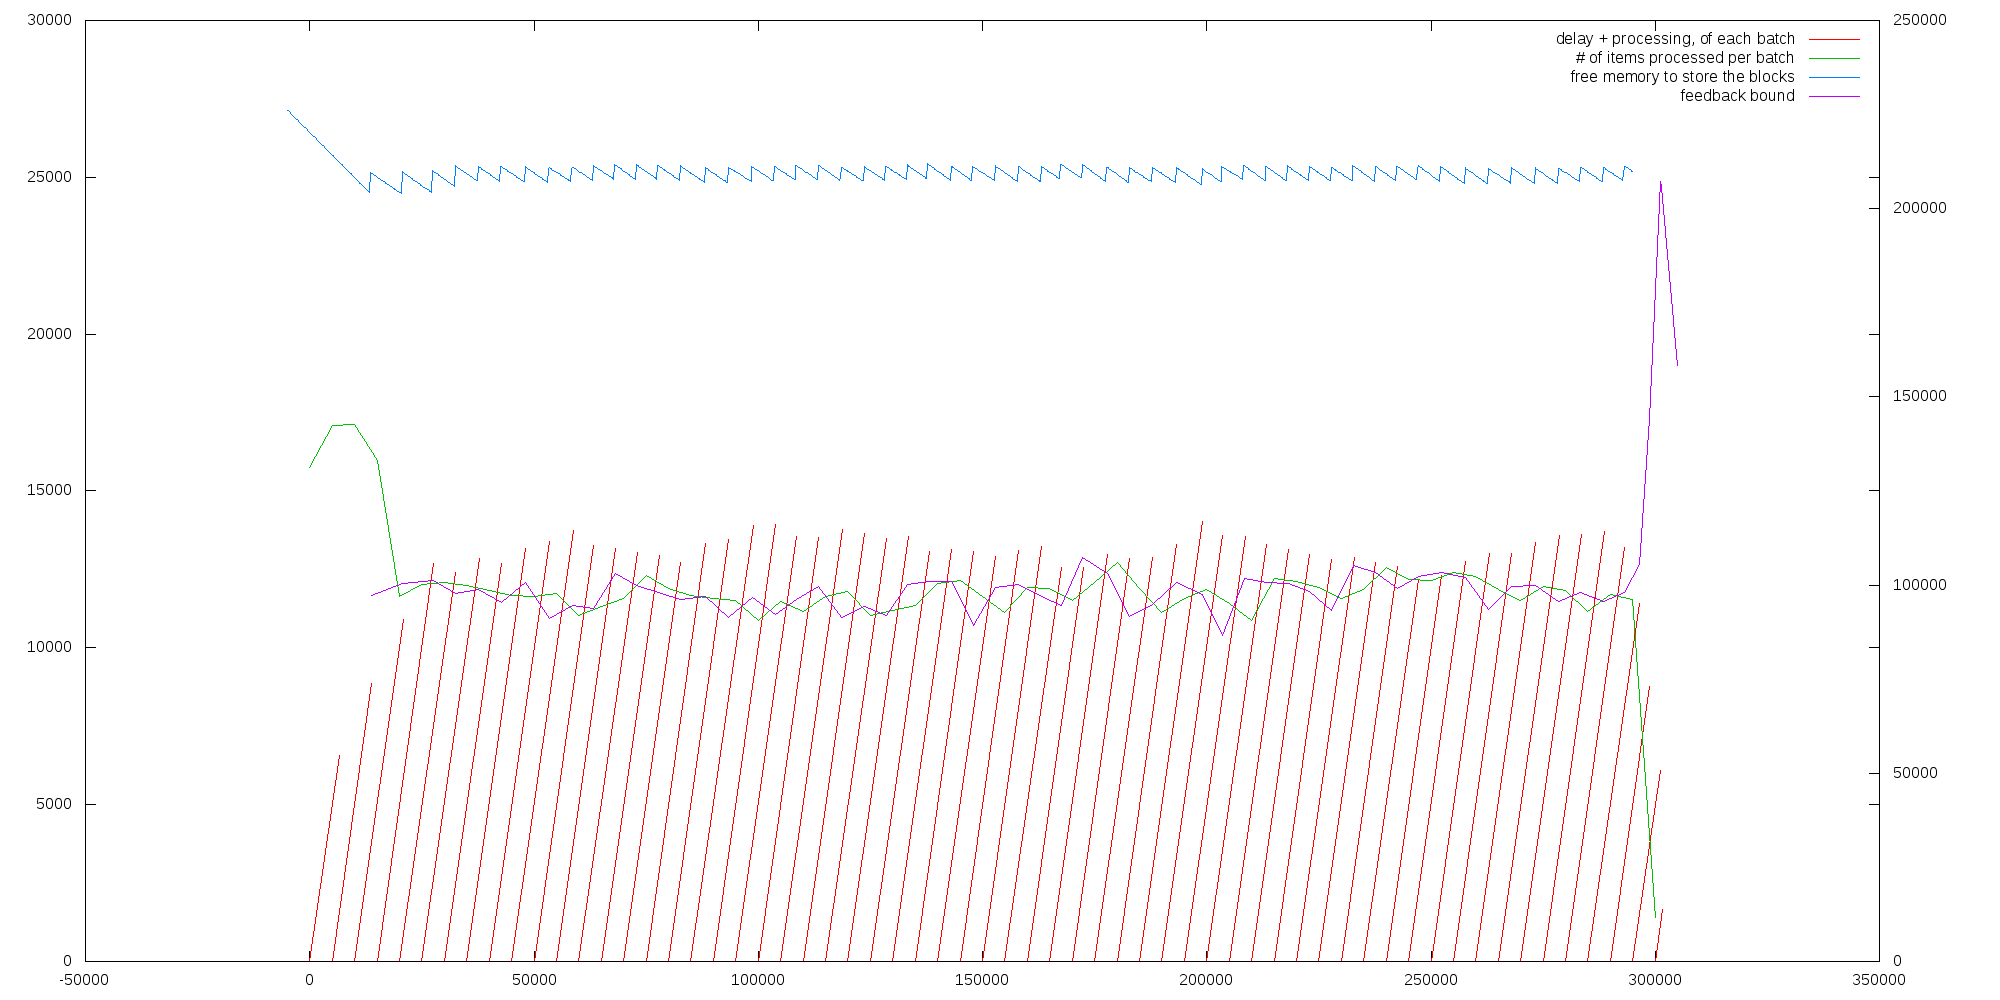 30000
25000
20000
15000
10000
5000
0
250000
200000
150000
100000
50000
0
delay + processing, of each batch
# of items processed per batch
free memory to store the blocks
feedback bound
-50000 0 50000 100000 150000 200000 250000 300000 350000